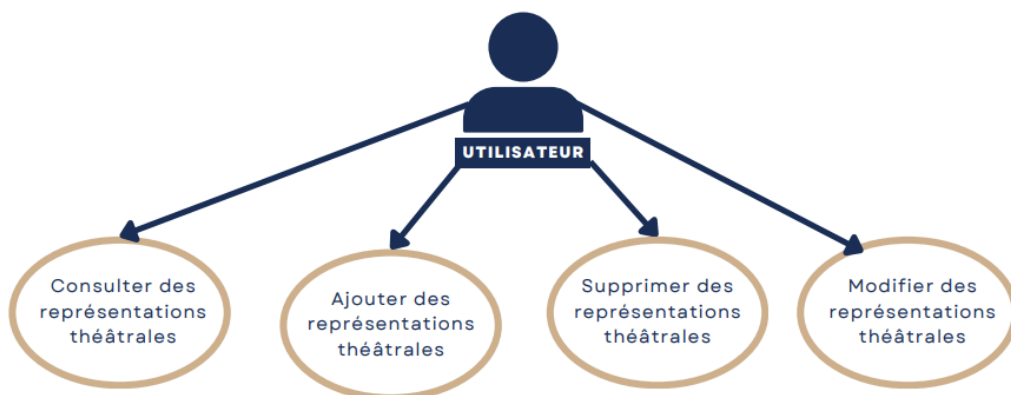 UTILISATEUR
Consulter des
représentations
théâtrales
Ajouter des
représentations
théâtrales
Supprimer des
représentations
théâtrales
Modifier des
représentations
théâtrales